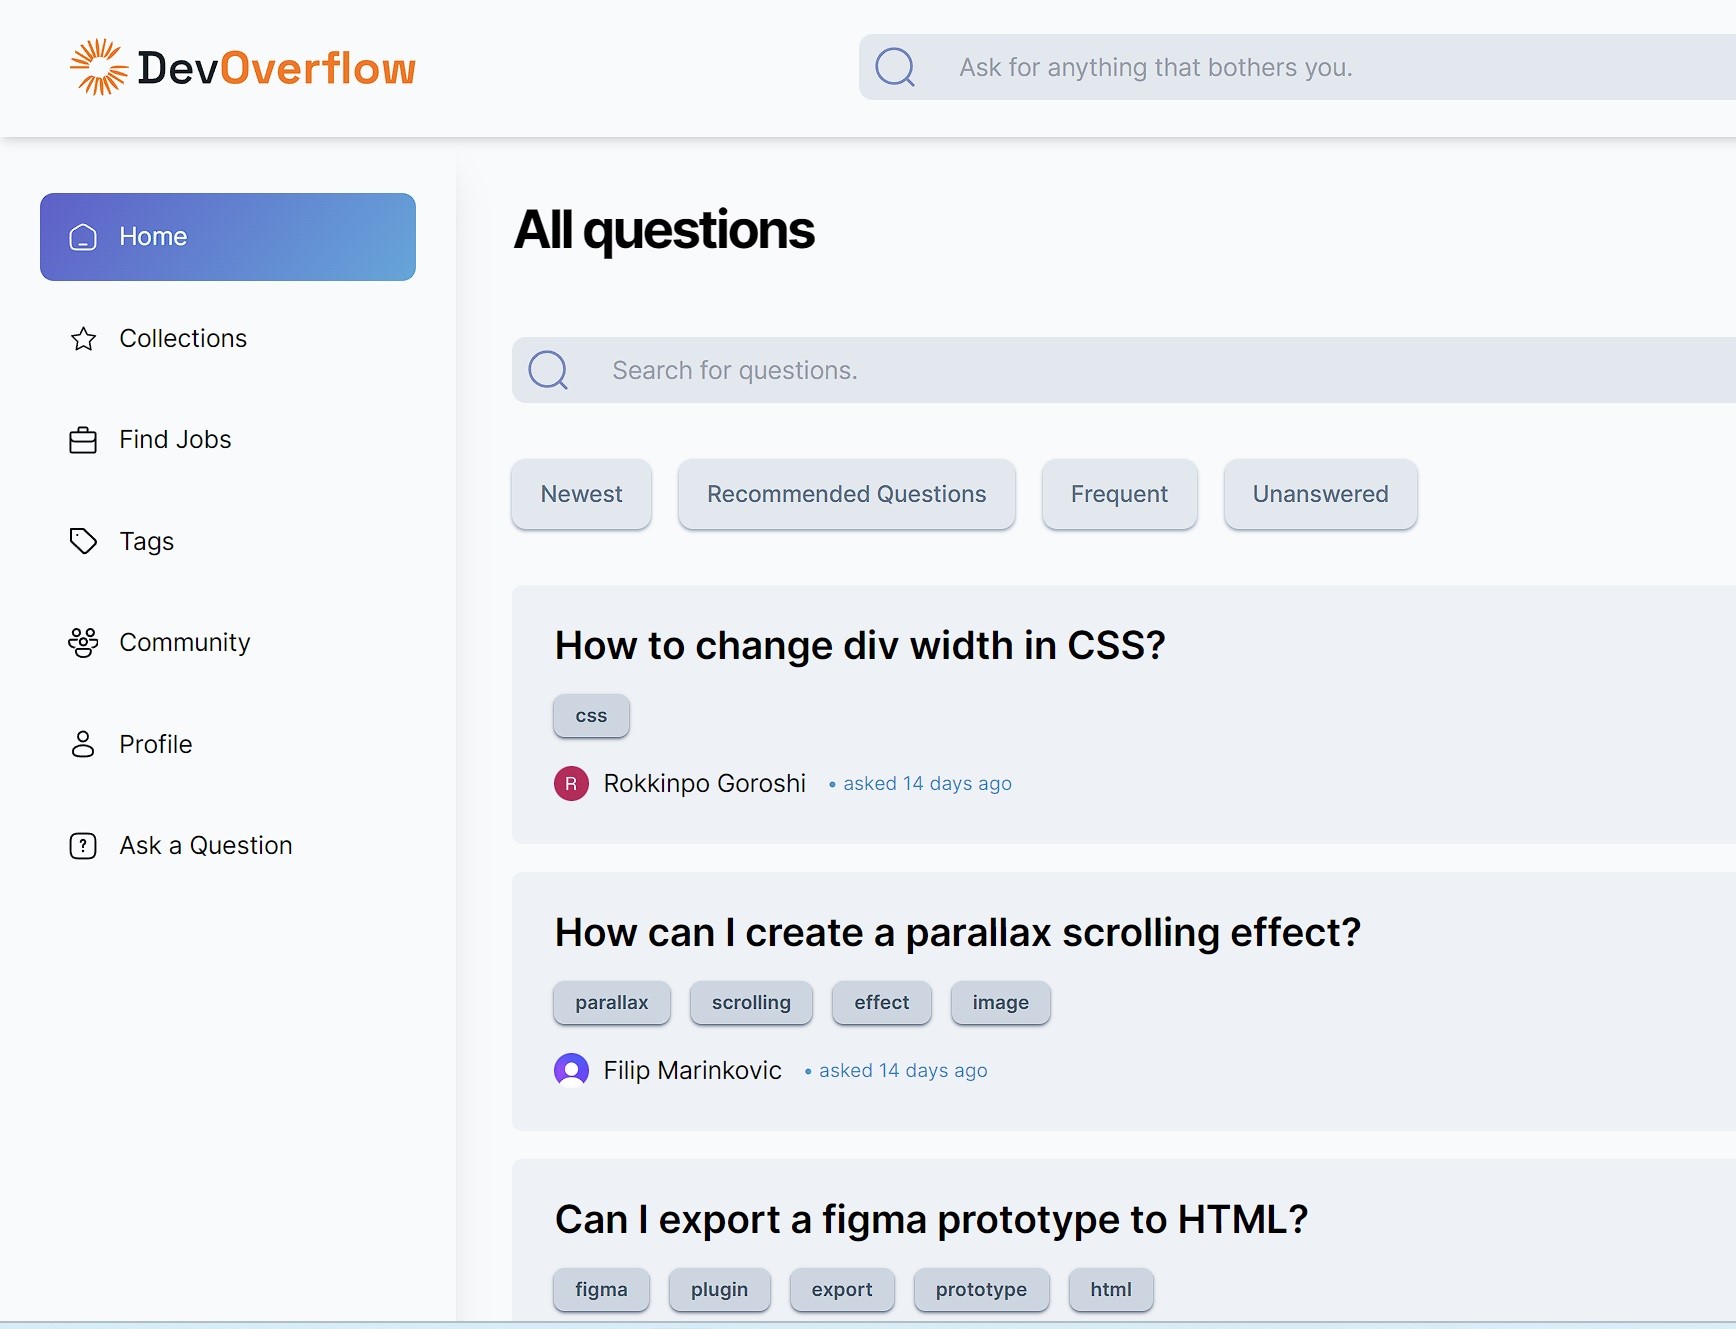 DevOverflow
Ask for anything that bothers you.
Home
Collections
Find Jobs
Tags
Community
Profile
Ask a Question
All questions
Search for questions.
Newest Recommended Questions Frequent Unanswered
How to change div width in CSS?
css
R Rokkinpo Goroshi • asked 14 days ago
How can I create a parallax scrolling effect?
parallax scrolling effect image
Filip Marinkovic • asked 14 days ago
Can I export a figma prototype to HTML?
figma plugin export prototype html